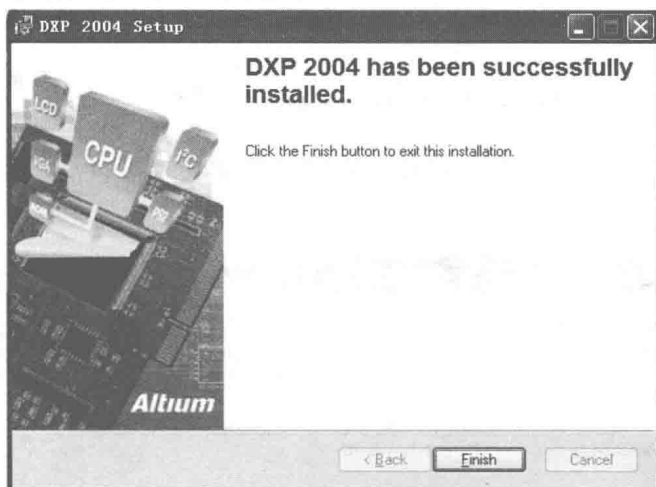 DXP 2004 Setup
DXP 2004 has been successfully
installed.
Click the Finish button to exit this installation.
LCD
CPU
I²C
VGA
Altıum
< Back
Finish
Cancel